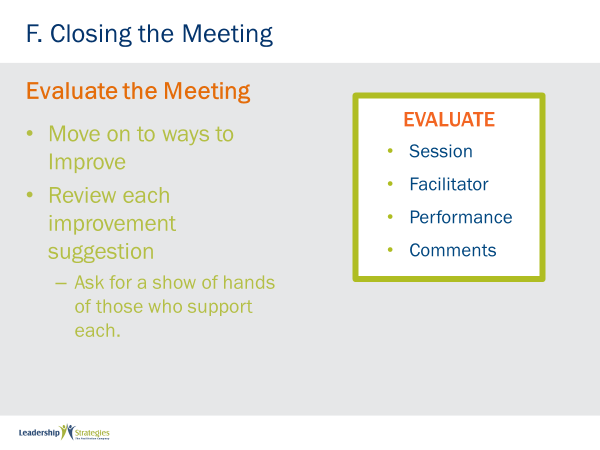 F. Closing the Meeting
Evaluate the Meeting
• Move on to ways to
Improve
• Review each
improvement
suggestion
– Ask for a show of hands
of those who support
each.
EVALUATE
• Session
• Facilitator
• Performance
• Comments
Leadership Strategies
The Facilitation Company